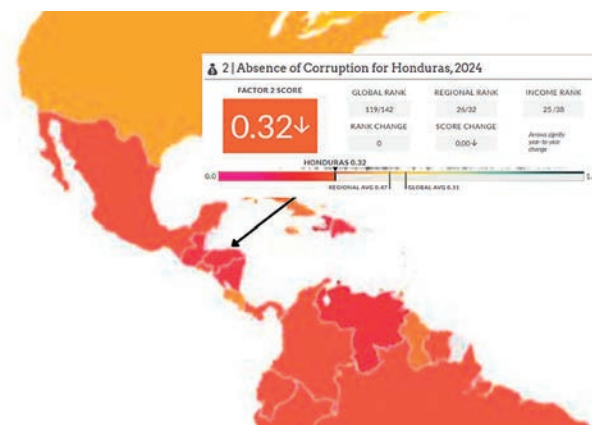 2 | Absence of Corruption for Honduras, 2024
FACTOR 2 SCORE
0.32↓
GLOBAL RANK
119/142
REGIONAL RANK
26/32
INCOME RANK
25/38
RANK CHANGE
0
SCORE CHANGE
0.00↓
Arrows signify
year-to-year
change
HONDURAS 0.32
0.0
REGIONAL AVG 0.47
GLOBAL AVG 0.51